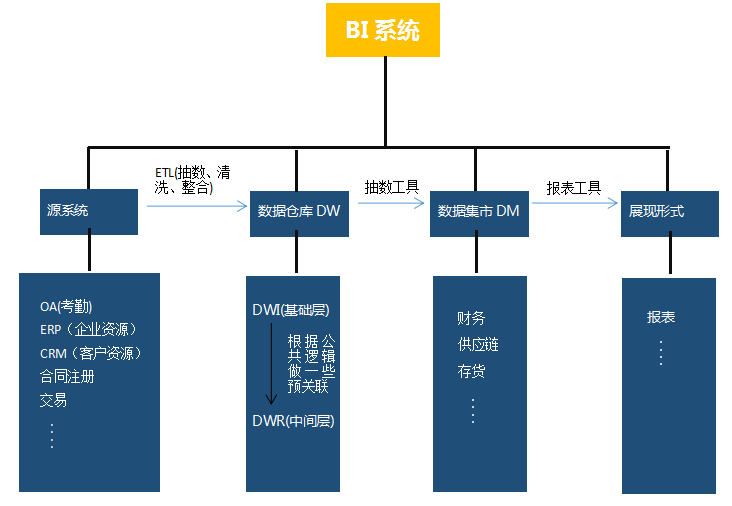 BI 系统
ETL(抽数、清
洗、整合)
抽数工具
报表工具
源系统
数据仓库 DW
数据集市 DM
展现形式
OA(考勤)
ERP（企业资源）
CRM（客户资源）
合同注册
交易
DWI(基础层)
根据公
共逻辑
做一些
预关联
DWR(中间层)
财务
供应链
存货
报表